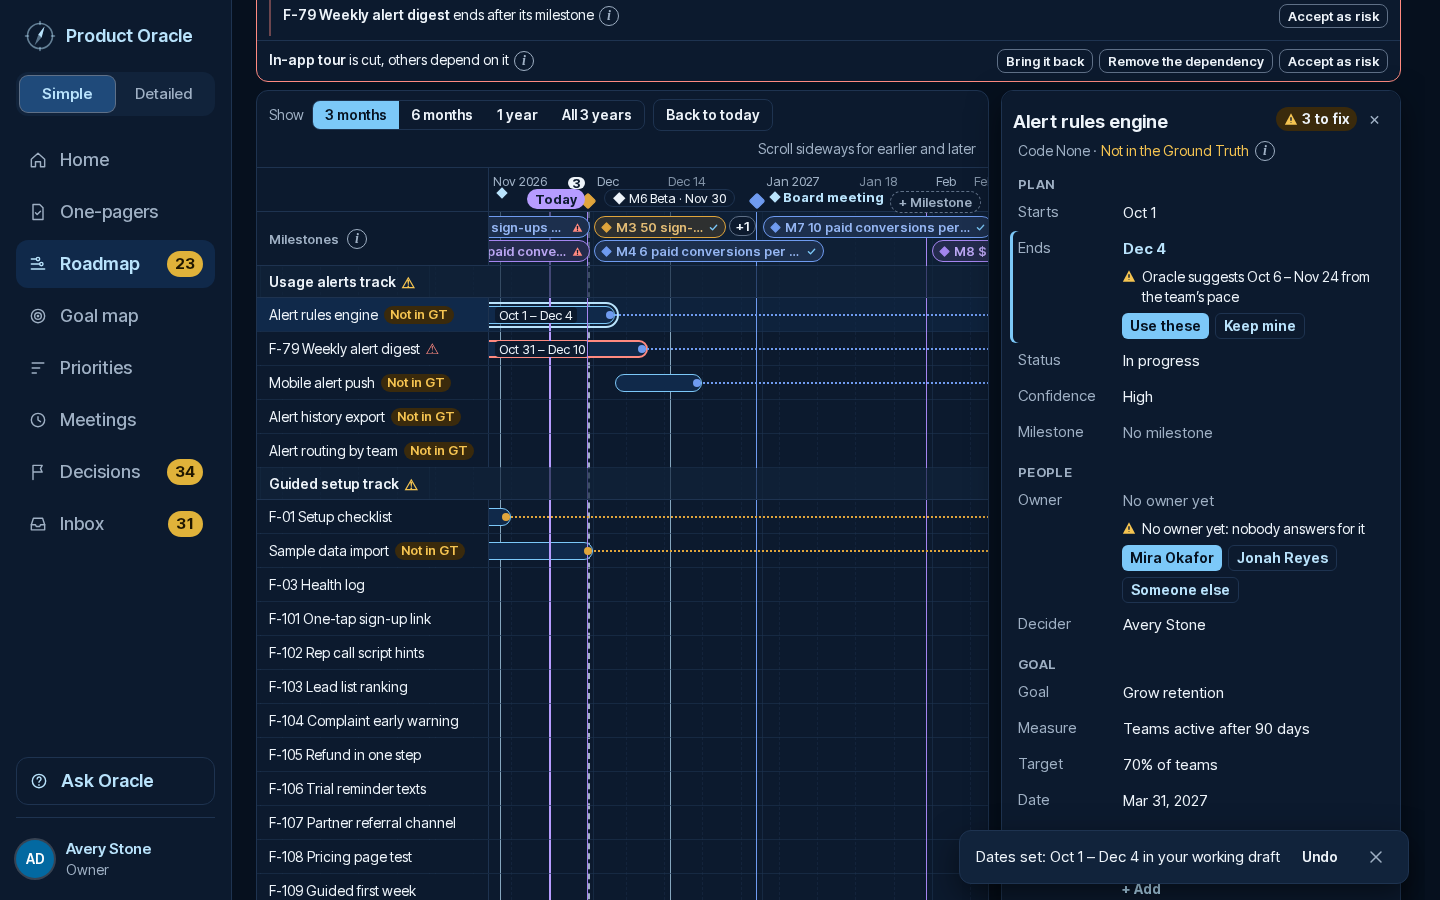 Product Oracle
Simple
Detailed
Home
One-pagers
Roadmap
23
Goal map
Priorities
Meetings
Decisions
34
Inbox
31
Ask Oracle
AD
Avery Stone
Owner
F-79 Weekly alert digest ends after its milestone i
Accept as risk
In-app tour is cut, others depend on it i
Bring it back
Remove the dependency
Accept as risk
Show
3 months
6 months
1 year
All 3 years
Back to today
Scroll sideways for earlier and later
Nov 2026
3
Dec
Dec 14
Jan 2027
Jan 18
Feb
Fe
Today
M6 Beta · Nov 30
Board meeting
+ Milestone
Milestones i
sign-ups ...
M3 50 sign-...
+1
M7 10 paid conversions per...
paid conve...
M4 6 paid conversions per ...
M8 $
Usage alerts track
Alert rules engine Not in GT
Oct 1 – Dec 4
F-79 Weekly alert digest
Oct 31 – Dec 10
Mobile alert push Not in GT
Alert history export Not in GT
Alert routing by team Not in GT
Guided setup track
F-01 Setup checklist
Sample data import Not in GT
F-03 Health log
F-101 One-tap sign-up link
F-102 Rep call script hints
F-103 Lead list ranking
F-104 Complaint early warning
F-105 Refund in one step
F-106 Trial reminder texts
F-107 Partner referral channel
F-108 Pricing page test
F-109 Guided first week
Alert rules engine
3 to fix
Code None · Not in the Ground Truth i
PLAN
Starts
Oct 1
Ends
Dec 4
Oracle suggests Oct 6 – Nov 24 from
the team's pace
Use these
Keep mine
Status
In progress
Confidence
High
Milestone
No milestone
PEOPLE
Owner
No owner yet
No owner yet: nobody answers for it
Mira Okafor
Jonah Reyes
Someone else
Decider
Avery Stone
GOAL
Goal
Grow retention
Measure
Teams active after 90 days
Target
70% of teams
Date
Mar 31, 2027
Dates set: Oct 1 – Dec 4 in your working draft
Undo
+ Add